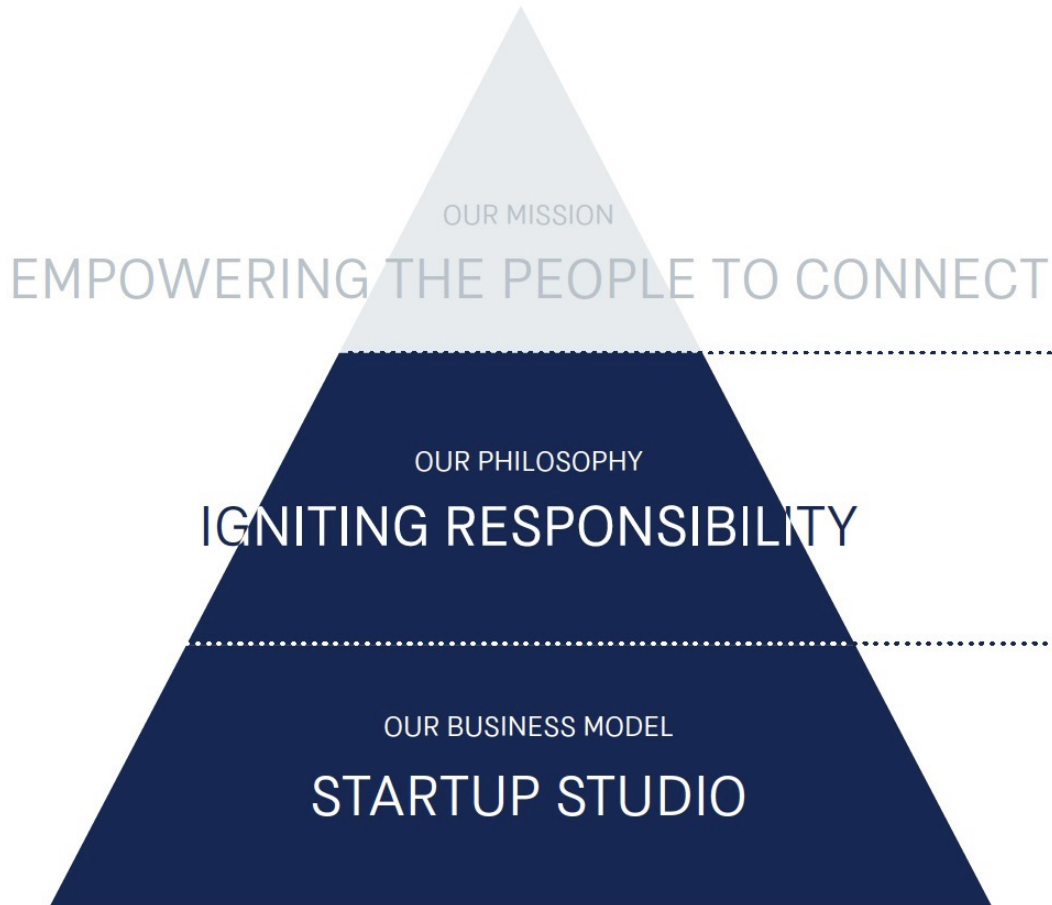 OUR MISSION
EMPOWERING THE PEOPLE TO CONNECT
OUR PHILOSOPHY
IGNITING RESPONSIBILITY
OUR BUSINESS MODEL
STARTUP STUDIO